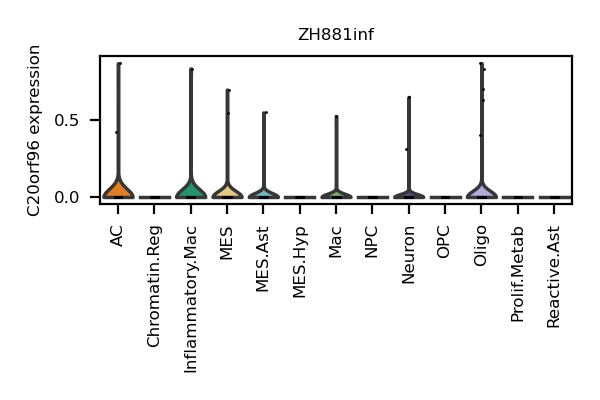 ZH881inf
C20orf96 expression
0.5
0.0
AC
Chromatin.Reg
Inflammatory.Mac
MES
MES.Ast
MES.Hyp
Mac
NPC
Neuron
OPC
Oligo
Prolif.Metab
Reactive.Ast